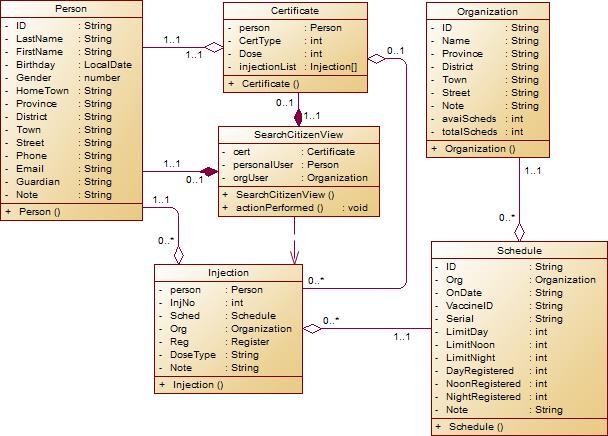 Person
- ID : String
- LastName : String
- FirstName : String
- Birthday : LocalDate
- Gender : number
- HomeTown : String
- Province : String
- District : String
- Town : String
- Street : String
- Phone : String
- Email : String
- Guardian : String
- Note : String
+ Person ()
Certificate
- person : Person
- CertType : int
- Dose : int
- injectionList : Injection[]
+ Certificate ()
Organization
- ID : String
- Name : String
- Province : String
- District : String
- Town : String
- Street : String
- Note : String
- avaiScheds : int
- totalScheds : int
+ Organization ()
1..1
0..*
0..1
0..1
1..1
SearchCitizenView
- cert : Certificate
- personalUser : Person
- orgUser : Organization
+ SearchCitizenView ()
+ actionPerformed () : void
1..1
0..1
1..1
0..*
1..1
0..*
Injection
- person : Person
- InjNo : int
- Sched : Schedule
- Org : Organization
- Reg : Register
- DoseType : String
- Note : String
+ Injection ()
0..*
0..*
1..1
Schedule
- ID : String
- Org : Organization
- OnDate : String
- VaccineID : String
- Serial : String
- LimitDay : int
- LimitNoon : int
- LimitNight : int
- DayRegistered : int
- NoonRegistered : int
- NightRegistered : int
- Note : String
+ Schedule ()